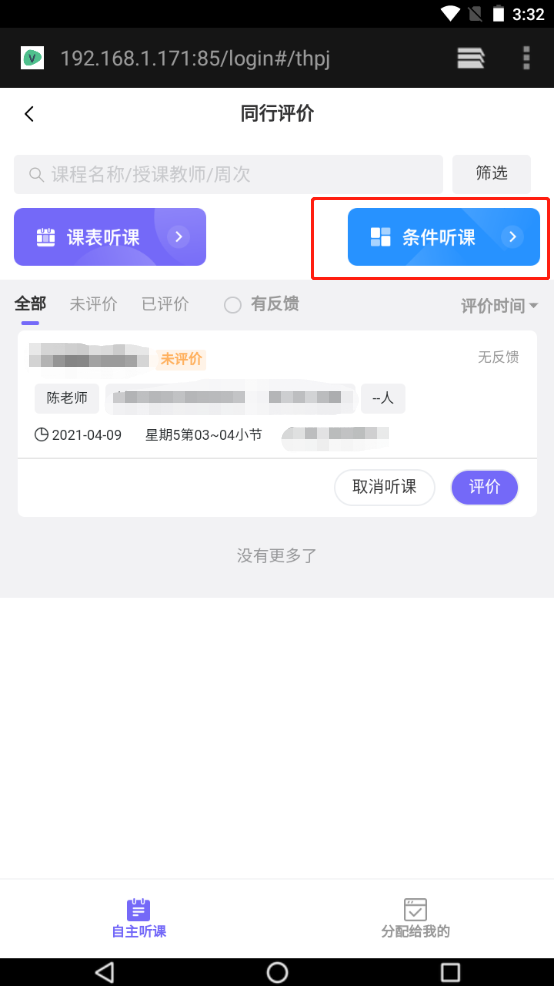 3:32
192.168.1.171:85/login#/thpj
同行评价
课程名称/授课教师/周次
筛选
课表听课
条件听课
全部 未评价 已评价 有反馈 评价时间
未评价 无反馈
陈老师 --人
2021-04-09 星期5第03~04小节
取消听课 评价
没有更多了
自主听课 分配给我的